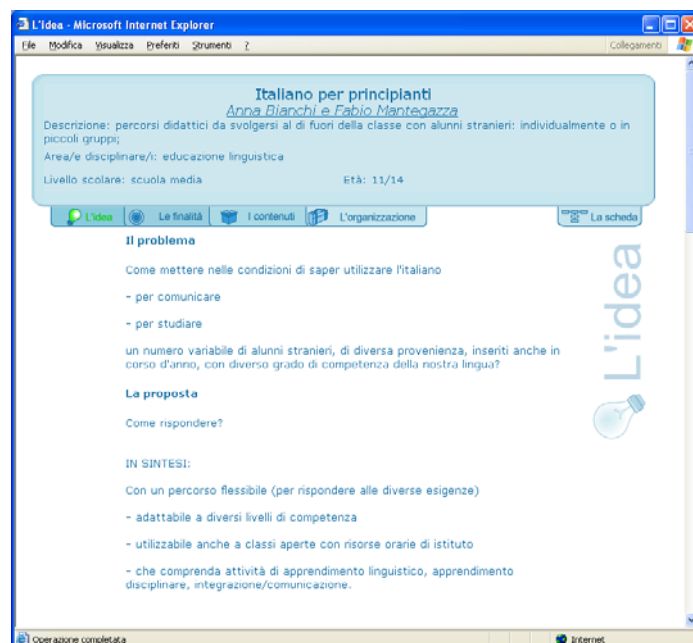 L'Idea - Microsoft Internet Explorer
File Modifica Visualizza Preferiti Strumenti ? Collegamenti
Italiano per principianti
Anna Bianchi e Fabio Mantegazza
Descrizione: percorsi didattici da svolgersi al di fuori della classe con alunni stranieri: individualmente o in
piccoli gruppi;
Area/e disciplinare/i: educazione linguistica
Livello scolare: scuola media Età: 11/14
L'idea Le finalità I contenuti L'organizzazione La scheda
Il problema
Come mettere nelle condizioni di saper utilizzare l'italiano
- per comunicare
- per studiare
un numero variabile di alunni stranieri, di diversa provenienza, inseriti anche in
corso d'anno, con diverso grado di competenza della nostra lingua?
L'idea
La proposta
Come rispondere?
IN SINTESI:
Con un percorso flessibile (per rispondere alle diverse esigenze)
- adattabile a diversi livelli di competenza
- utilizzabile anche a classi aperte con risorse orarie di istituto
- che comprenda attività di apprendimento linguistico, apprendimento
disciplinare, integrazione/comunicazione.
Operazione completata Internet